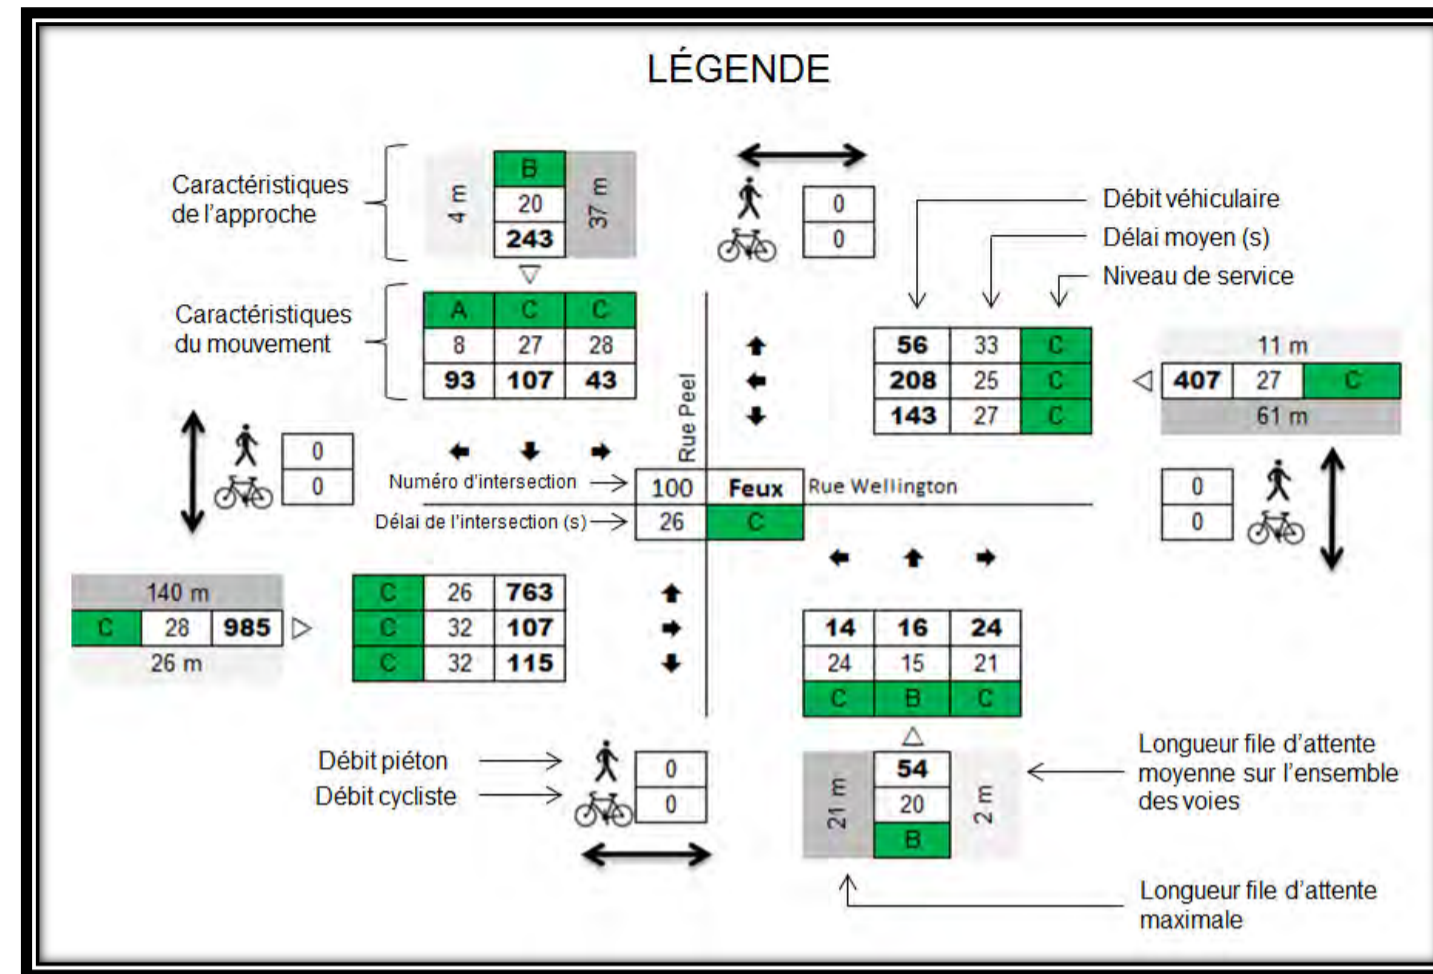 LÉGENDE
Caractéristiques
de l'approche
4 m
B
20
243
37 m
0
0
Débit véhiculaire
Délai moyen (s)
Niveau de service
Caractéristiques
du mouvement
A C C
8 27 28
93 107 43
Rue Peel
56 33 C
208 25 C
143 27 C
11 m
407 27 C
61 m
0
0
Numéro d'intersection
100 Feux Rue Wellington
Délai de l'intersection (s)
26 C
0
0
140 m
C 28 985
26 m
C 26 763
C 32 107
C 32 115
14 16 24
24 15 21
C B C
Débit piéton
Débit cycliste
0
0
21 m
54
20
B
2 m
Longueur file d'attente
moyenne sur l'ensemble
des voies
Longueur file d'attente
maximale